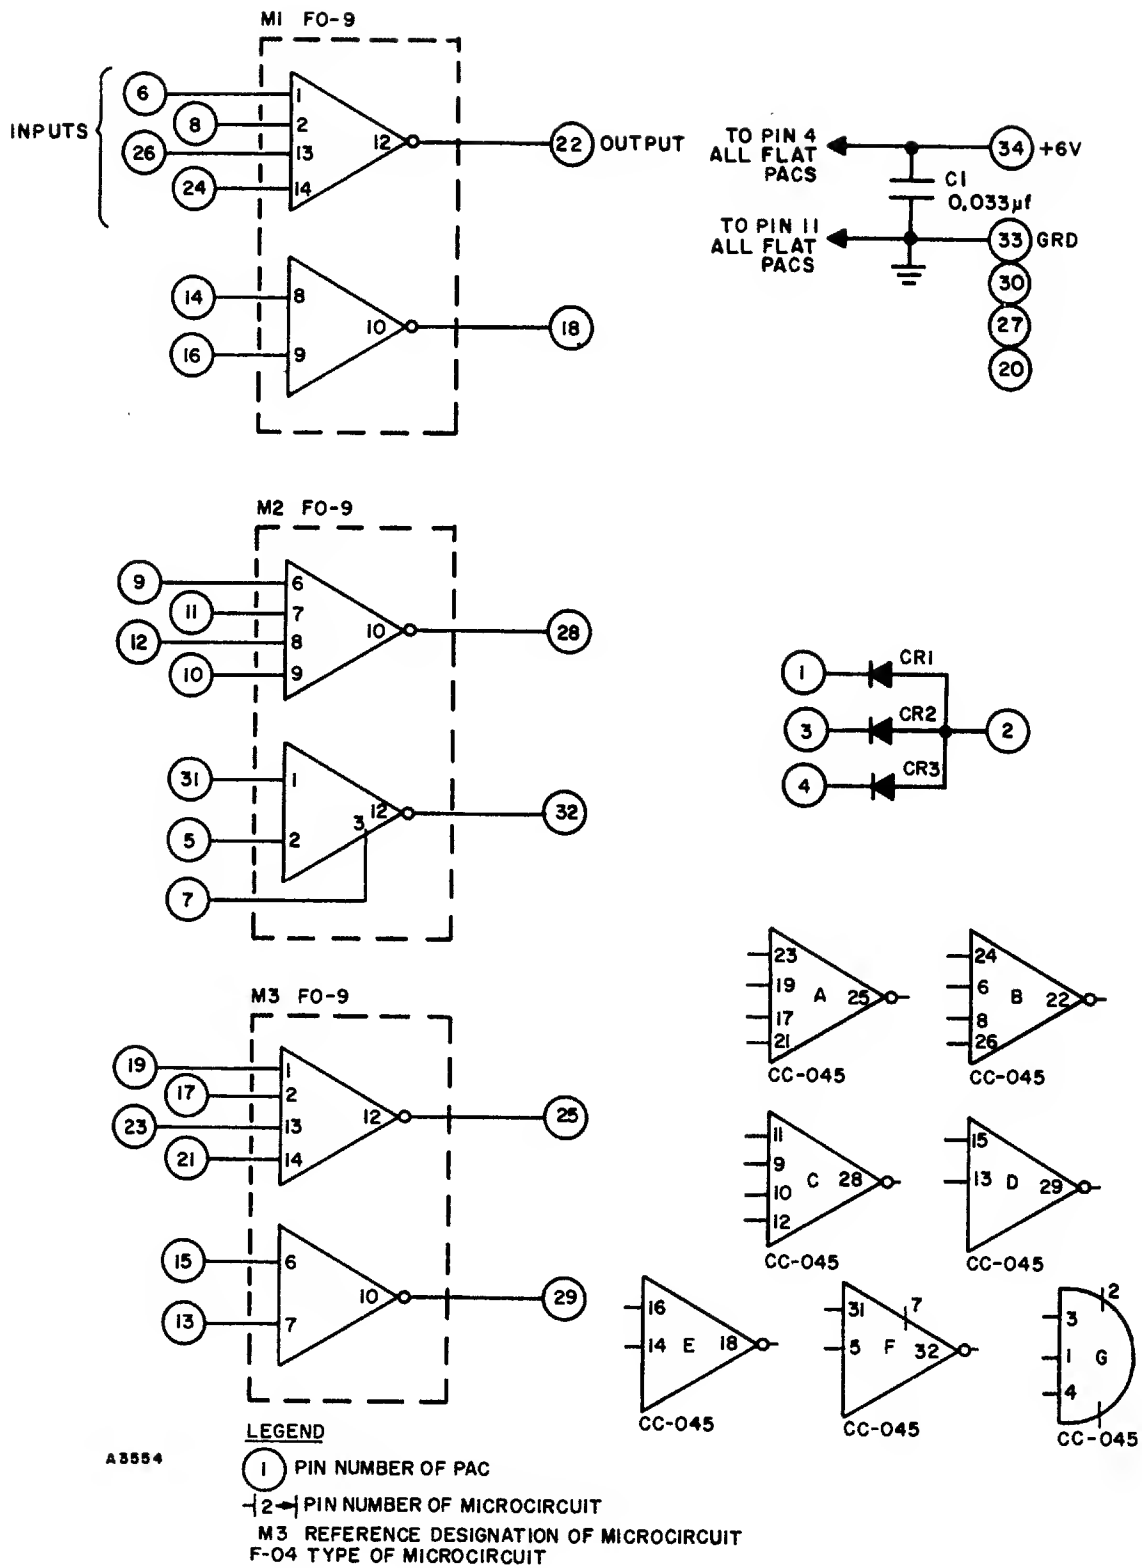 M1 FO-9
INPUTS
6
8
26
24
1
2
13
14
12
22 OUTPUT
14
16
8
9
10
18
TO PIN 4
ALL FLAT
PACS
34 +6V
C1
0.033µf
TO PIN 11
ALL FLAT
PACS
33 GRD
30
27
20
M2 FO-9
9
11
12
10
6
7
8
9
10
28
31
5
7
1
2
3
12
32
1
3
4
CR1
CR2
CR3
2
M3 FO-9
19
17
23
21
1
2
13
14
12
25
15
13
6
7
10
29
23
19
17
21
A 25
CC-045
24
6
8
26
B 22
CC-045
11
9
10
12
C 28
CC-045
15
13
D 29
CC-045
16
14
E 18
CC-045
31
5
7
F 32
CC-045
3
1
4
2
G
CC-045
LEGEND
1 PIN NUMBER OF PAC
2 PIN NUMBER OF MICROCIRCUIT
M3 REFERENCE DESIGNATION OF MICROCIRCUIT
F-04 TYPE OF MICROCIRCUIT
A3554